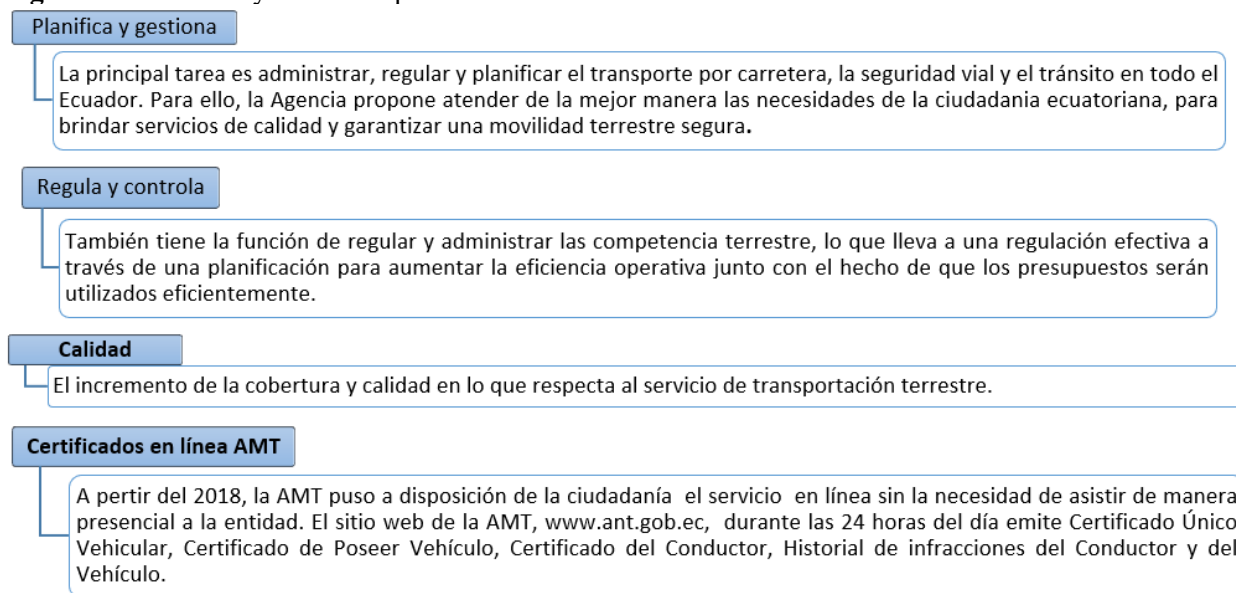 Planifica y gestiona
La principal tarea es administrar, regular y planificar el transporte por carretera, la seguridad vial y el tránsito en todo el
Ecuador. Para ello, la Agencia propone atender de la mejor manera las necesidades de la ciudadania ecuatoriana, para
brindar servicios de calidad y garantizar una movilidad terrestre segura.
Regula y controla
También tiene la función de regular y administrar las competencia terrestre, lo que lleva a una regulación efectiva a
través de una planificación para aumentar la eficiencia operativa junto con el hecho de que los presupuestos serán
utilizados eficientemente.
Calidad
El incremento de la cobertura y calidad en lo que respecta al servicio de transportación terrestre.
Certificados en línea AMT
A pertir del 2018, la AMT puso a disposición de la ciudadanía el servicio en línea sin la necesidad de asistir de manera
presencial a la entidad. El sitio web de la AMT, www.ant.gob.ec, durante las 24 horas del día emite Certificado Único
Vehicular, Certificado de Poseer Vehículo, Certificado del Conductor, Historial de infracciones del Conductor y del
Vehículo.